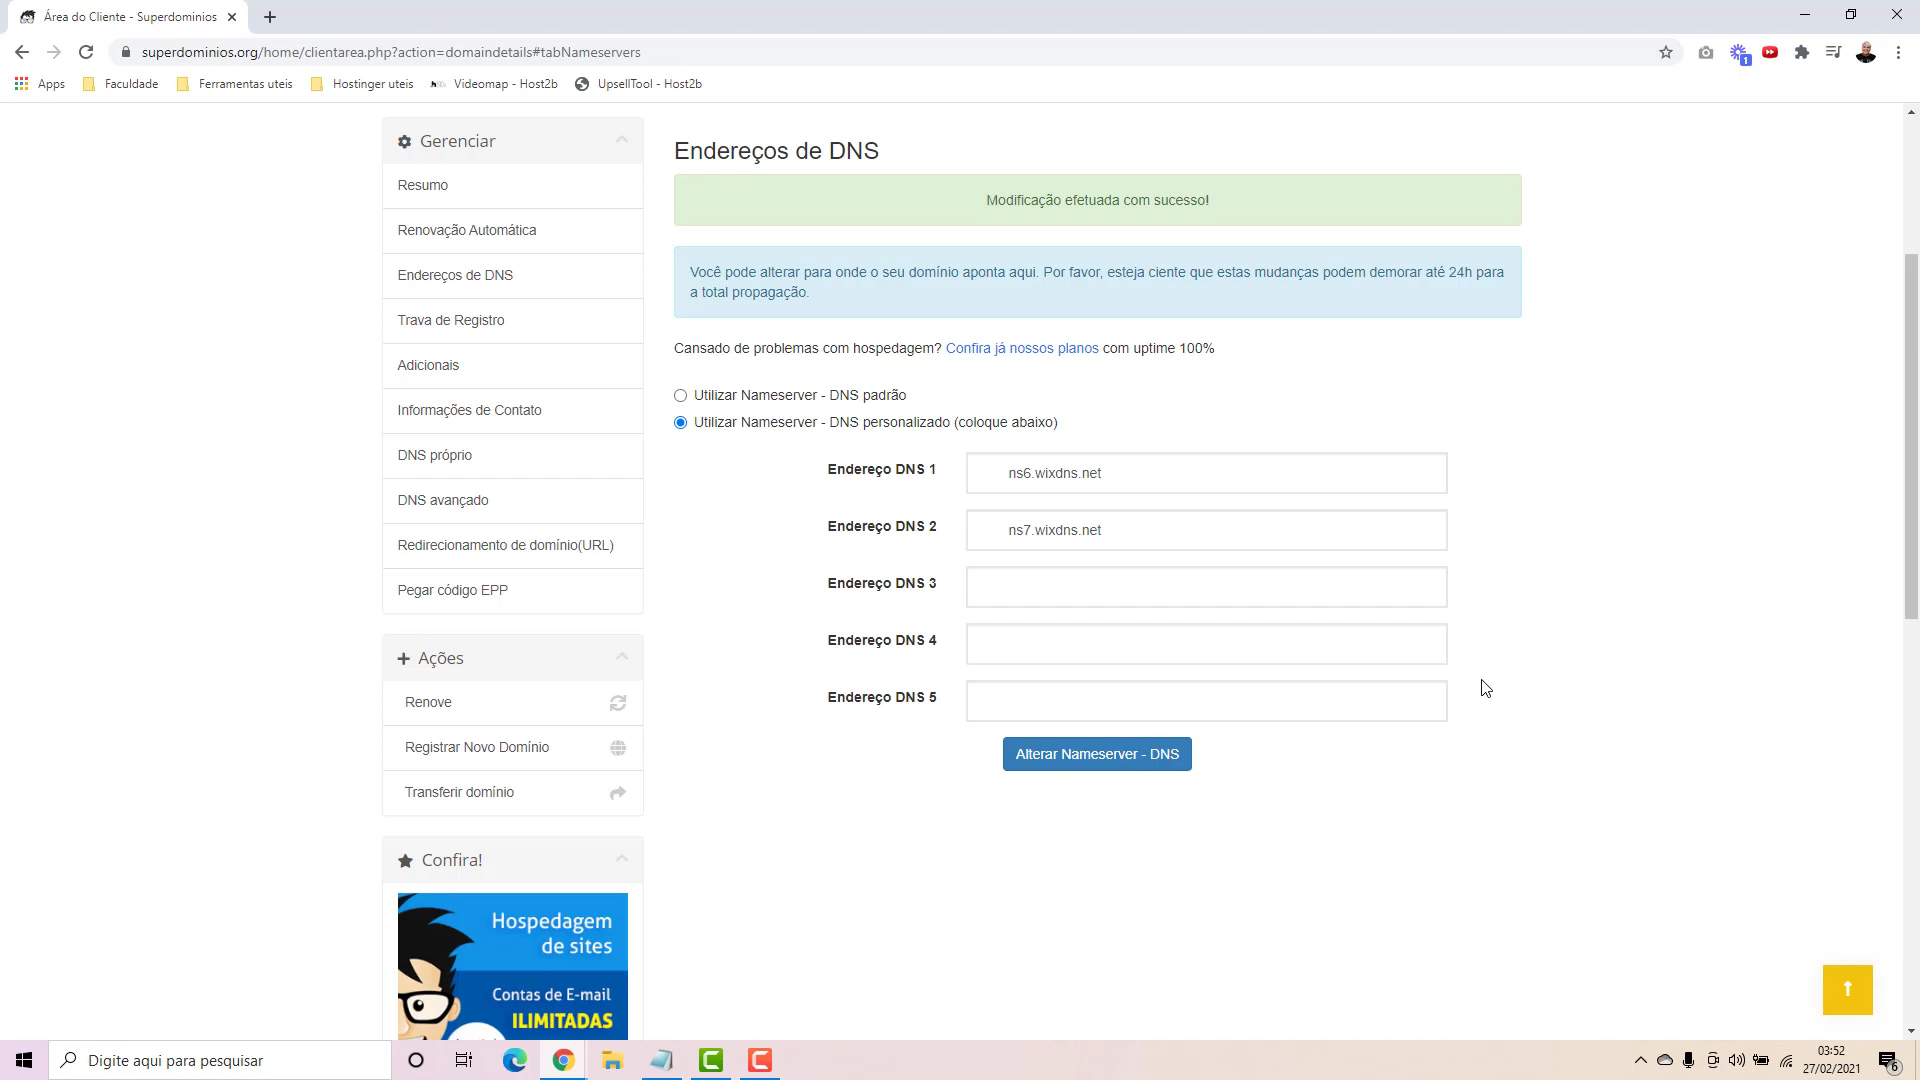 Área do Cliente - Superdominios
superdominios.org/home/clientarea.php?action=domaindetails#tabNameservers
1
Apps
Faculdade
Ferramentas uteis
Hostinger uteis
Videomap - Host2b
UpsellTool - Host2b
Gerenciar
Resumo
Renovação Automática
Endereços de DNS
Trava de Registro
Adicionais
Informações de Contato
DNS próprio
DNS avançado
Redirecionamento de domínio(URL)
Pegar código EPP
Ações
Renove
Registrar Novo Domínio
Transferir domínio
Confira!
Hospedagem
de sites
Contas de E-mail
ILIMITADAS
Endereços de DNS
Modificação efetuada com sucesso!
Você pode alterar para onde o seu domínio aponta aqui. Por favor, esteja ciente que estas mudanças podem demorar até 24h para
a total propagação.
Cansado de problemas com hospedagem? Confira já nossos planos com uptime 100%
Utilizar Nameserver - DNS padrão
Utilizar Nameserver - DNS personalizado (coloque abaixo)
Endereço DNS 1
ns6.wixdns.net
Endereço DNS 2
ns7.wixdns.net
Endereço DNS 3
Endereço DNS 4
Endereço DNS 5
Alterar Nameserver - DNS
Digite aqui para pesquisar
03:52
27/02/2021
6